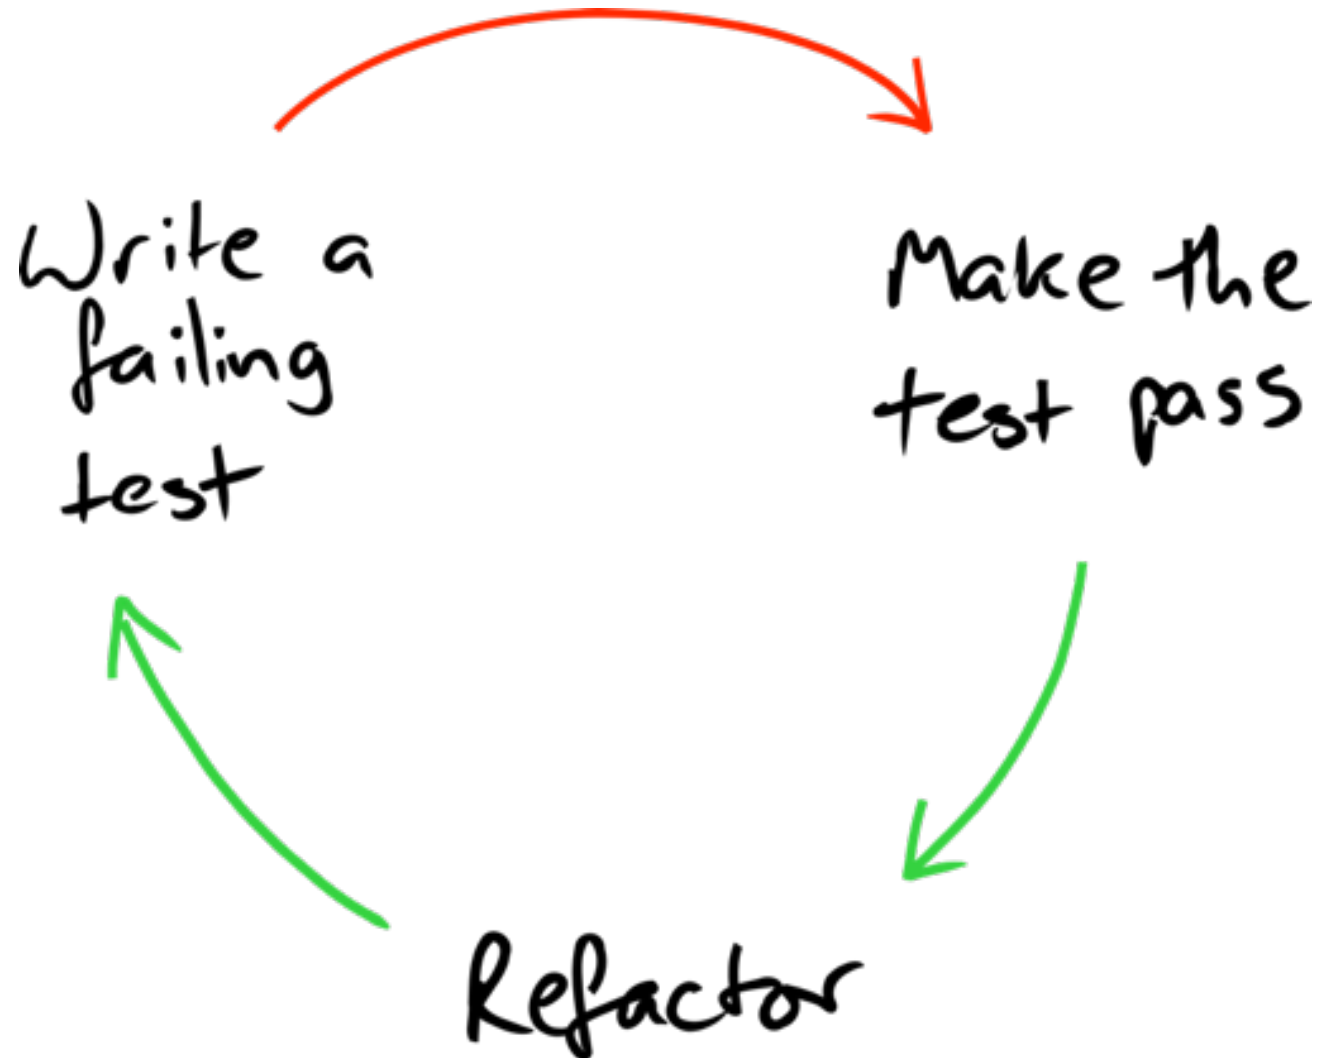 Write a
failing
test
Make the
test pass
Refactor